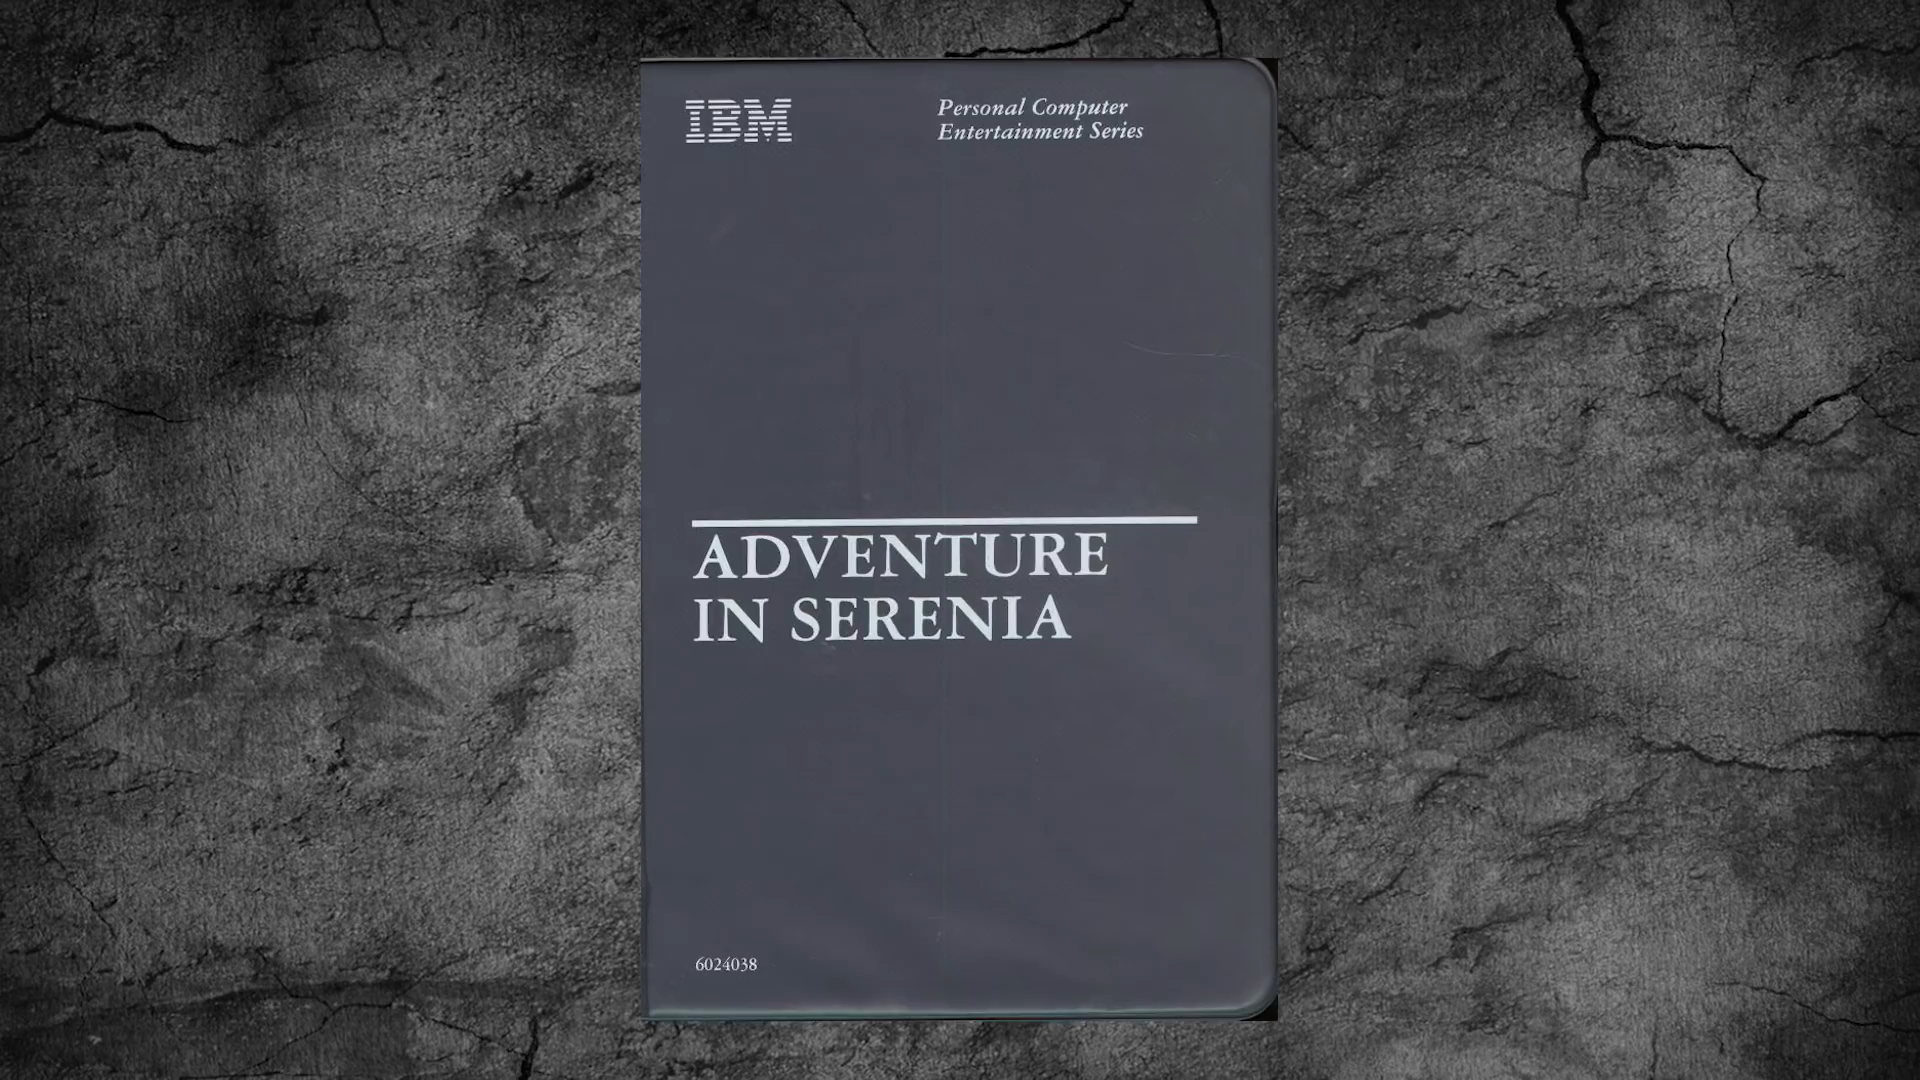 IBM
Personal Computer
Entertainment Series
ADVENTURE
IN SERENIA
6024038